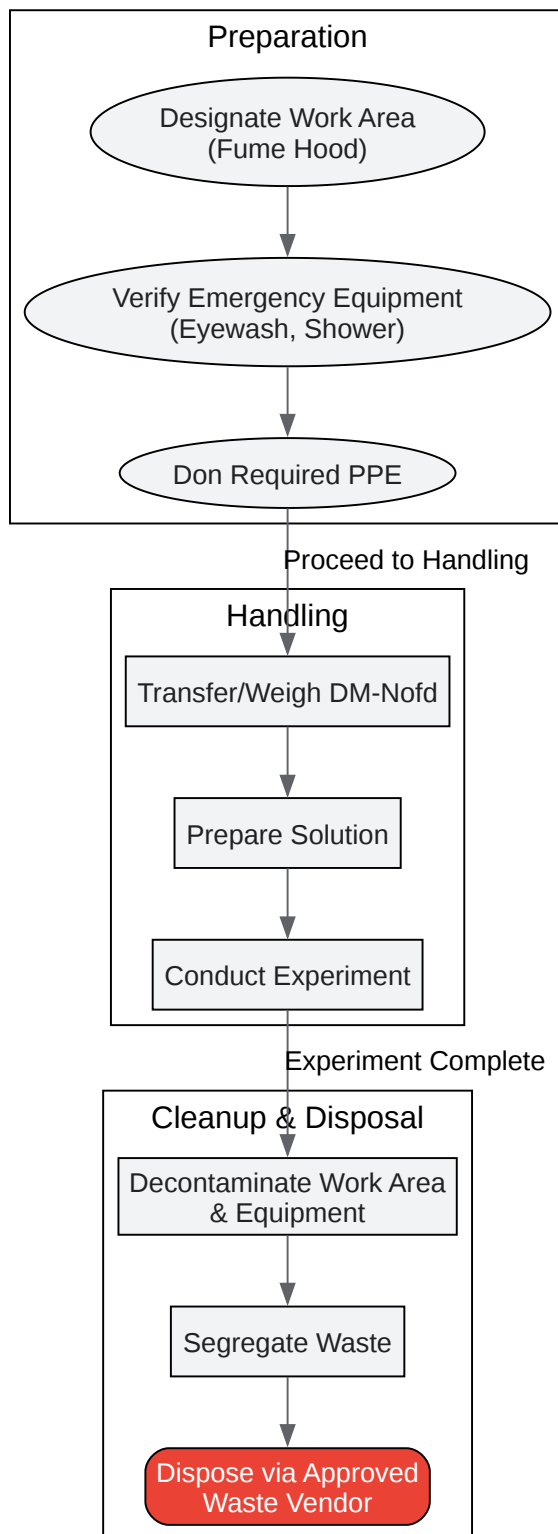 Preparation
Designate Work Area
(Fume Hood)
Verify Emergency Equipment
(Eyewash, Shower)
Don Required PPE
Proceed to Handling
Handling
Transfer/Weigh DM-Nofd
Prepare Solution
Conduct Experiment
Experiment Complete
Cleanup & Disposal
Decontaminate Work Area
& Equipment
Segregate Waste
Dispose via Approved
Waste Vendor